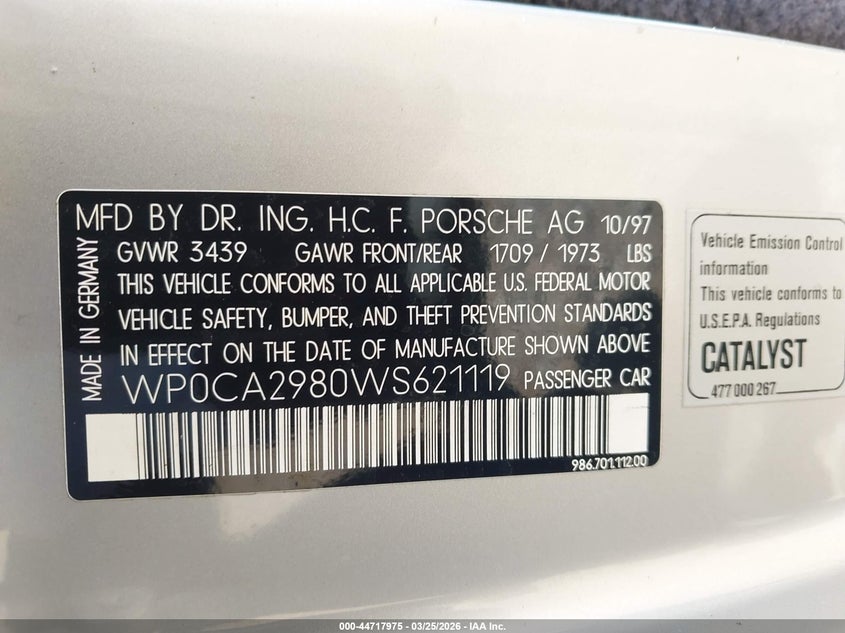 MFD BY DR. ING. H.C. F. PORSCHE AG 10/97
GVWR 3439 GAWR FRONT/REAR 1709 / 1973 LBS
THIS VEHICLE CONFORMS TO ALL APPLICABLE U.S. FEDERAL MOTOR
VEHICLE SAFETY, BUMPER, AND THEFT PREVENTION STANDARDS
IN EFFECT ON THE DATE OF MANUFACTURE SHOWN ABOVE
WP0CA2980WS621119 PASSENGER CAR
986.701.112.00
MADE IN GERMANY
Vehicle Emission Control
information
This vehicle conforms to
U.S.E.P.A. Regulations
CATALYST
477 000 267
000-44717975 - 03/25/2026 - IAA Inc.